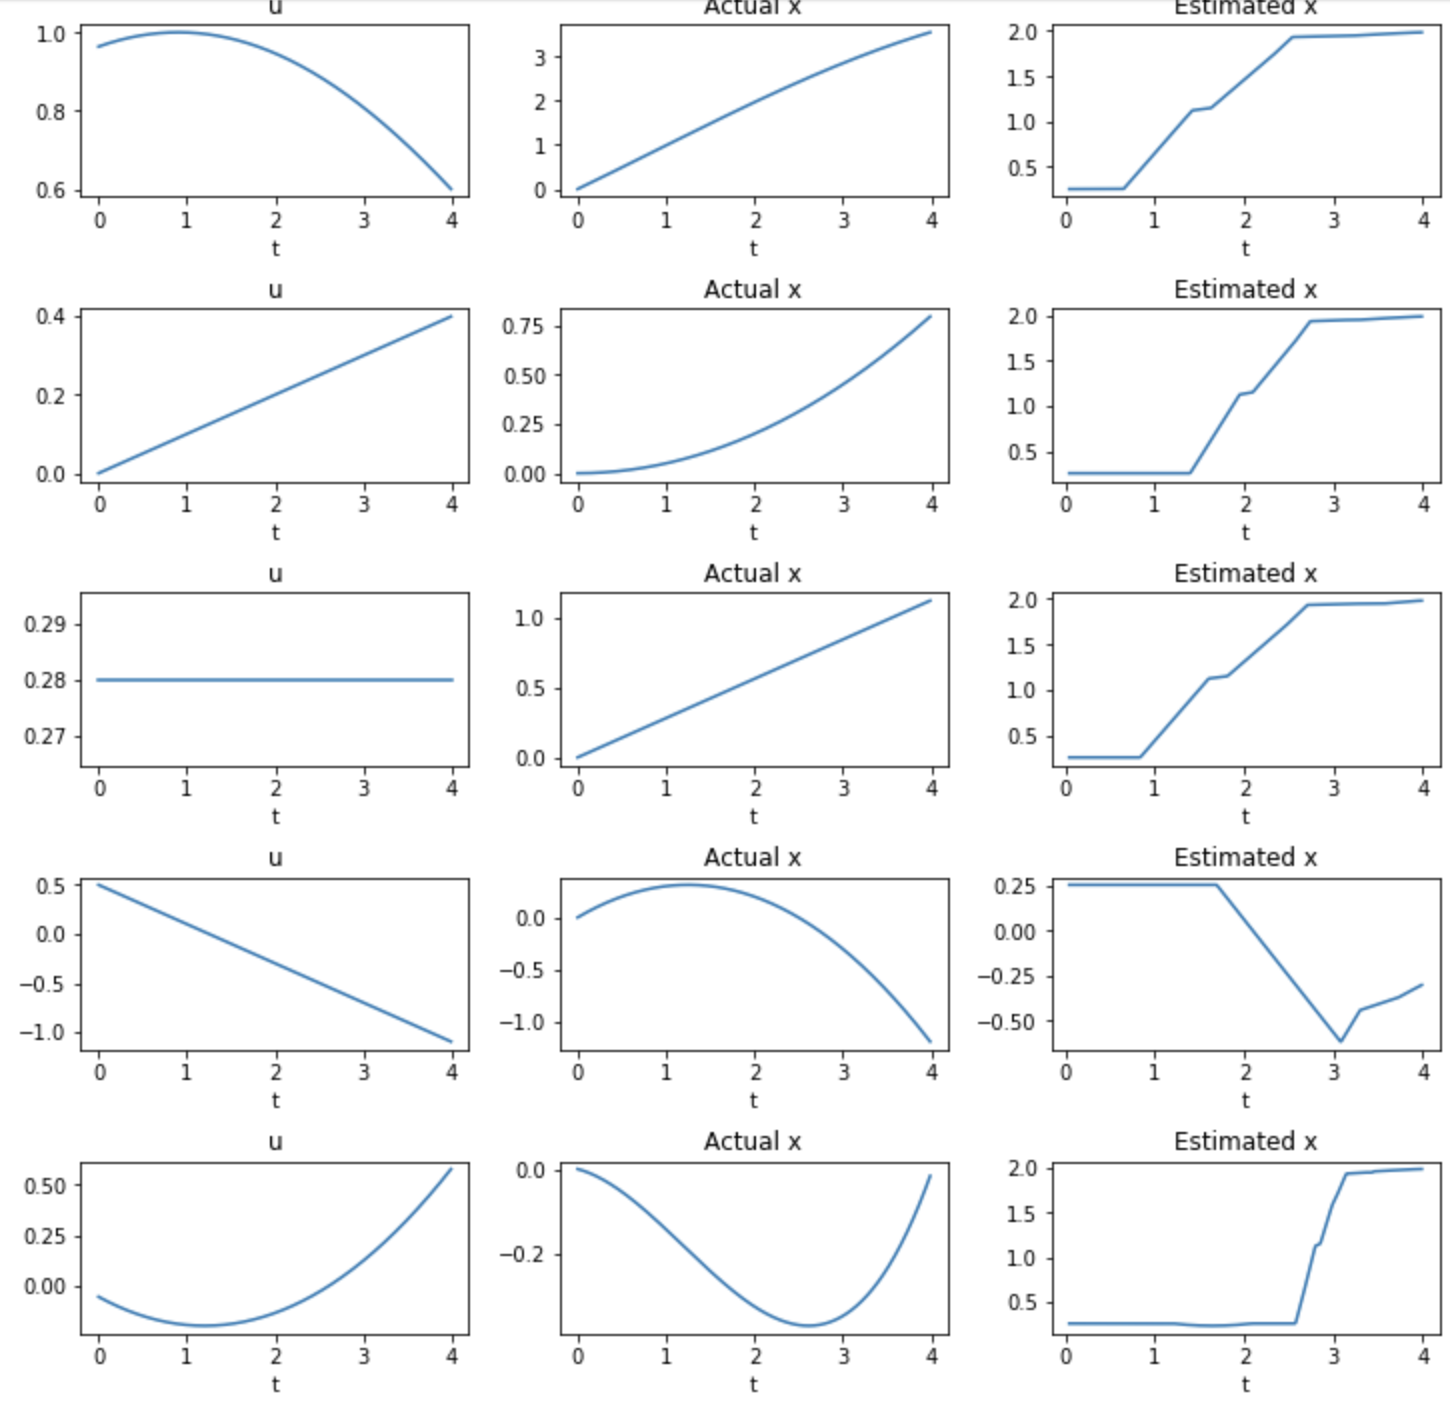 u Actual x Estimated x
1.0 3 2.0
0.8 2 1.5
0.6 1 1.0
0 0.5
0 1 2 3 4 0 1 2 3 4 0 1 2 3 4
t t t
u Actual x Estimated x
0.4 0.75 2.0
0.2 0.50 1.5
0.0 0.25 1.0
0.00 0.5
0 1 2 3 4 0 1 2 3 4 0 1 2 3 4
t t t
u Actual x Estimated x
0.29 1.0 2.0
0.28 0.5 1.5
0.27 0.0 1.0
0.5
0 1 2 3 4 0 1 2 3 4 0 1 2 3 4
t t t
u Actual x Estimated x
0.5 0.0 0.25
0.0 −0.5 0.00
−0.5 −1.0 −0.25
−1.0 −0.50
0 1 2 3 4 0 1 2 3 4 0 1 2 3 4
t t t
u Actual x Estimated x
0.50 0.0 2.0
0.25 −0.2 1.5
0.00 1.0
0.5
0 1 2 3 4 0 1 2 3 4 0 1 2 3 4
t t t